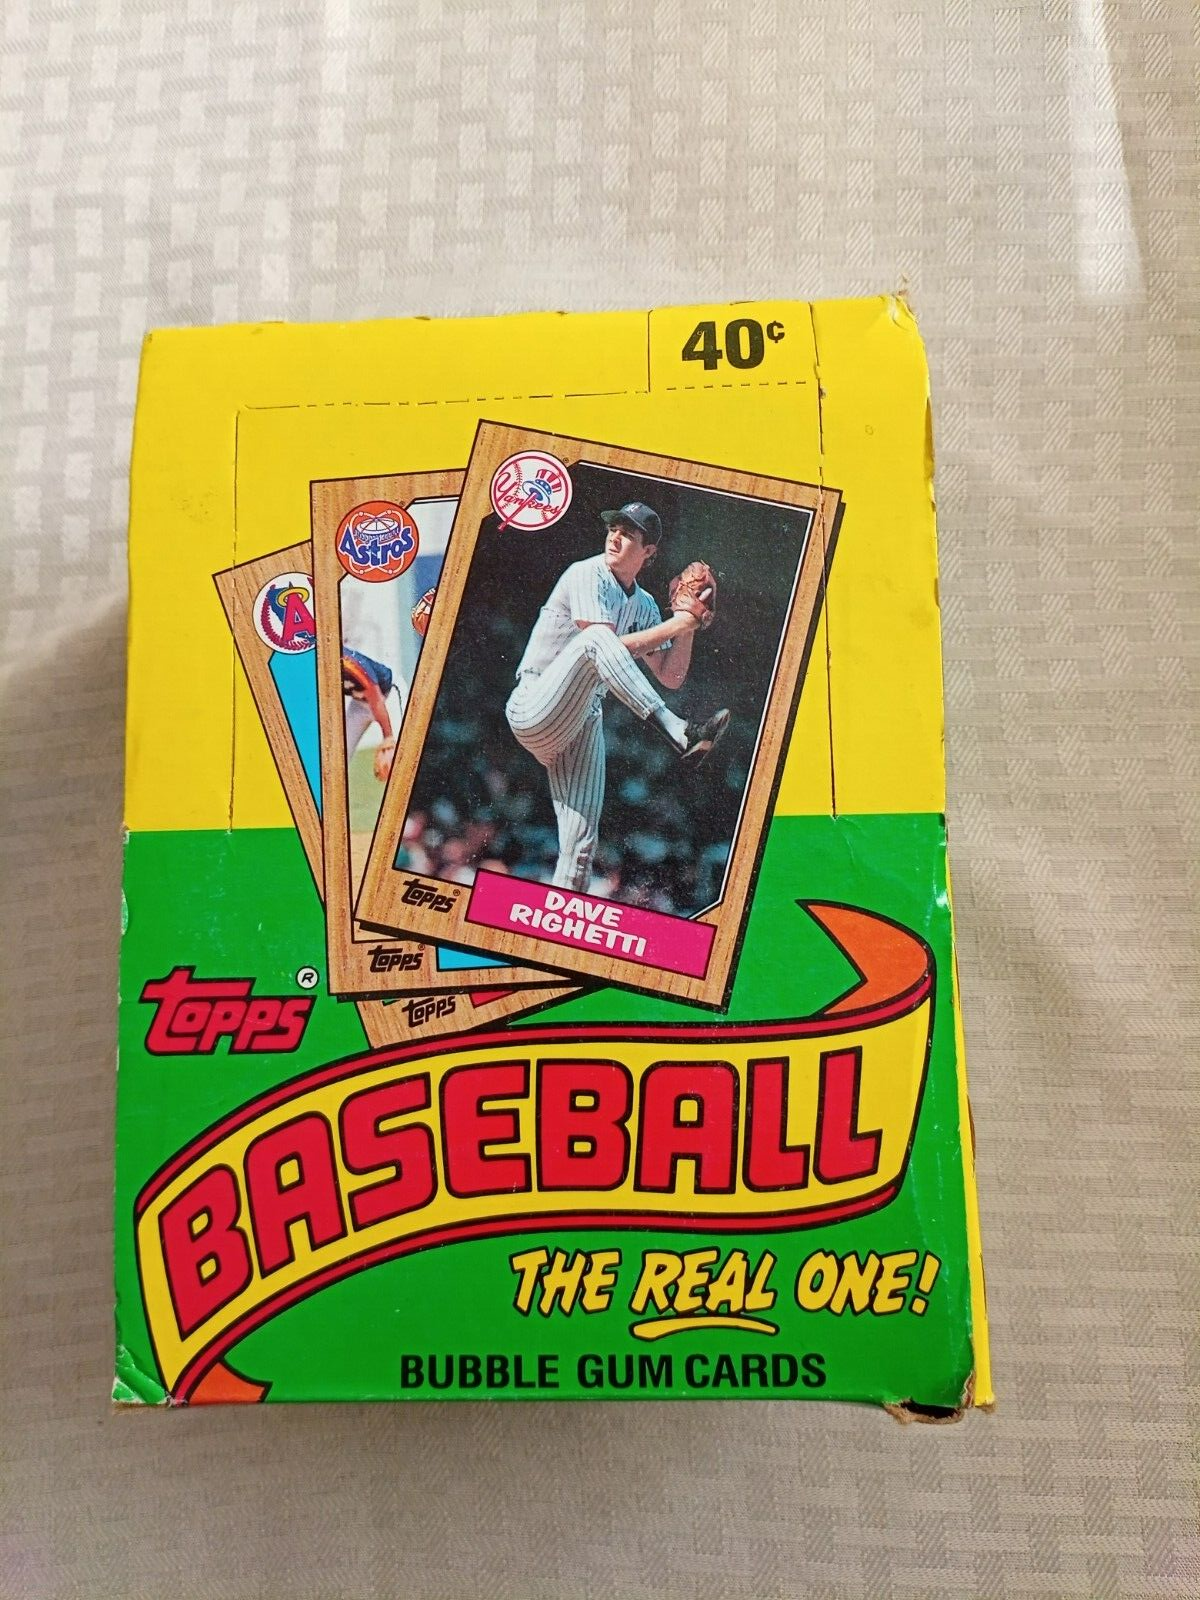 40¢
Yankees
Astros
A
Topps®
DAVE
RIGHETTI
Topps®
Topps
Topps®
BASEBALL
THE REAL ONE!
BUBBLE GUM CARDS